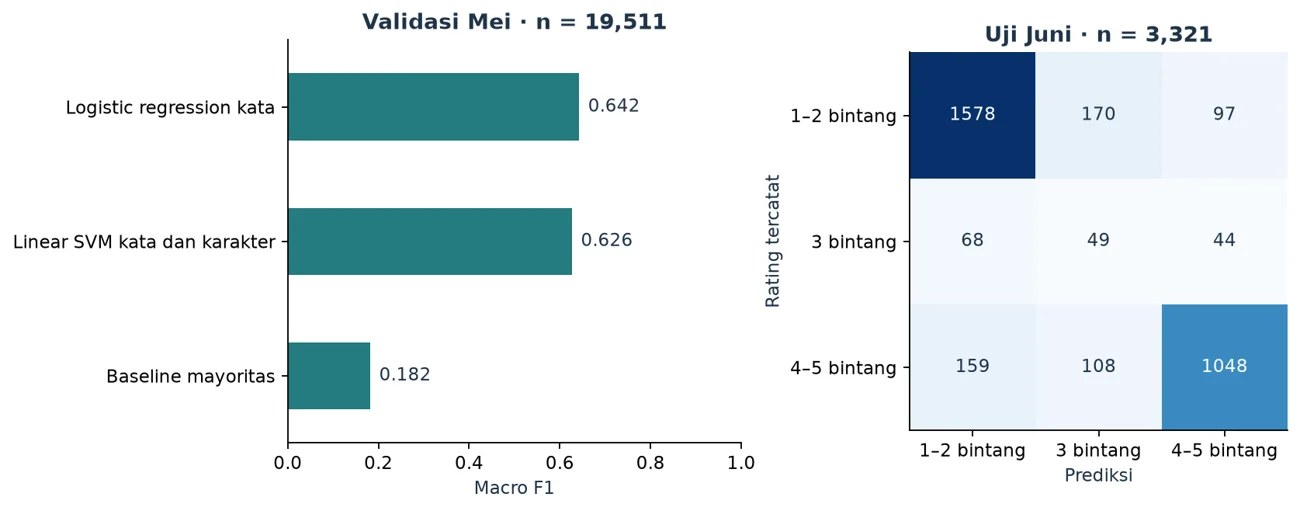 Validasi Mei · n = 19,511
Logistic regression kata
0.642
Linear SVM kata dan karakter
0.626
Baseline mayoritas
0.182
0.0 0.2 0.4 0.6 0.8 1.0
Macro F1
Uji Juni · n = 3,321
Rating tercatat
1–2 bintang 1578 170 97
3 bintang 68 49 44
4–5 bintang 159 108 1048
1–2 bintang 3 bintang 4–5 bintang
Prediksi